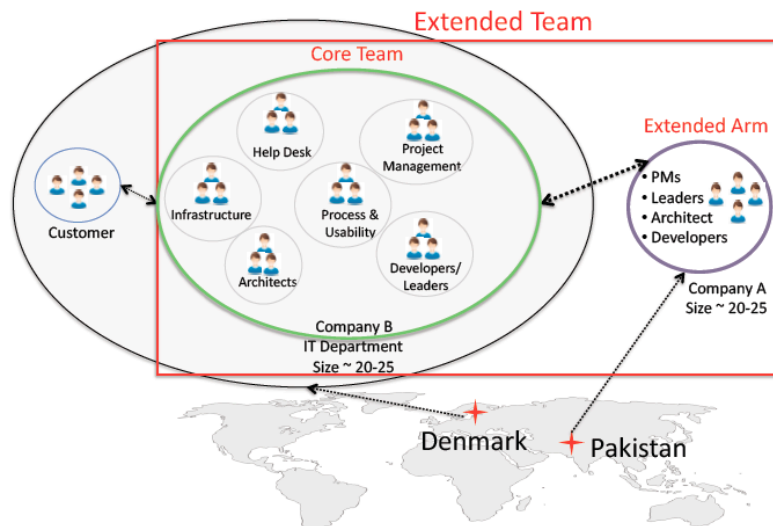 Extended Team
Core Team
Help Desk
Project
Management
Extended Arm
• PMs
• Leaders
• Architect
• Developers
Customer
Infrastructure
Process &
Usability
Architects
Developers/
Leaders
Company A
Size ~ 20-25
Company B
IT Department
Size ~ 20-25
Denmark
Pakistan